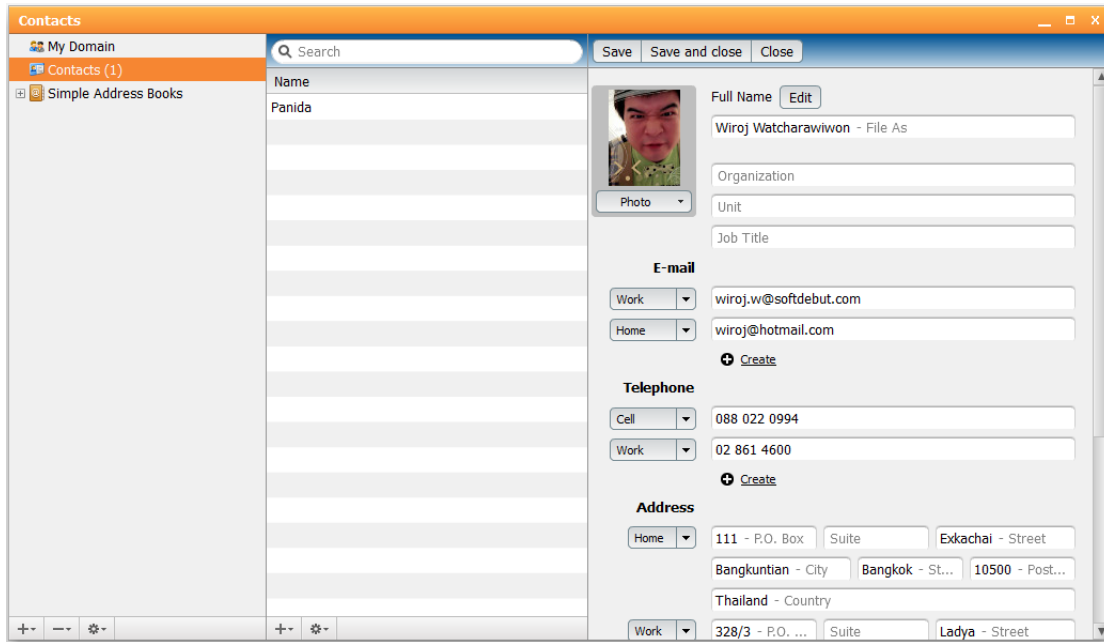 Contacts
My Domain
Contacts (1)
Simple Address Books
Search
Name
Panida
Save Save and close Close
Full Name Edit
Wiroj Watcharawiwon - File As
Photo
Organization
Unit
Job Title
E-mail
Work wiroj.w@softdebut.com
Home wiroj@hotmail.com
Create
Telephone
Cell 088 022 0994
Work 02 861 4600
Create
Address
Home 111 - P.O. Box Suite Exkachai - Street
Bangkuntian - City Bangkok - St... 10500 - Post...
Thailand - Country
Work 328/3 - P.O. ... Suite Ladya - Street